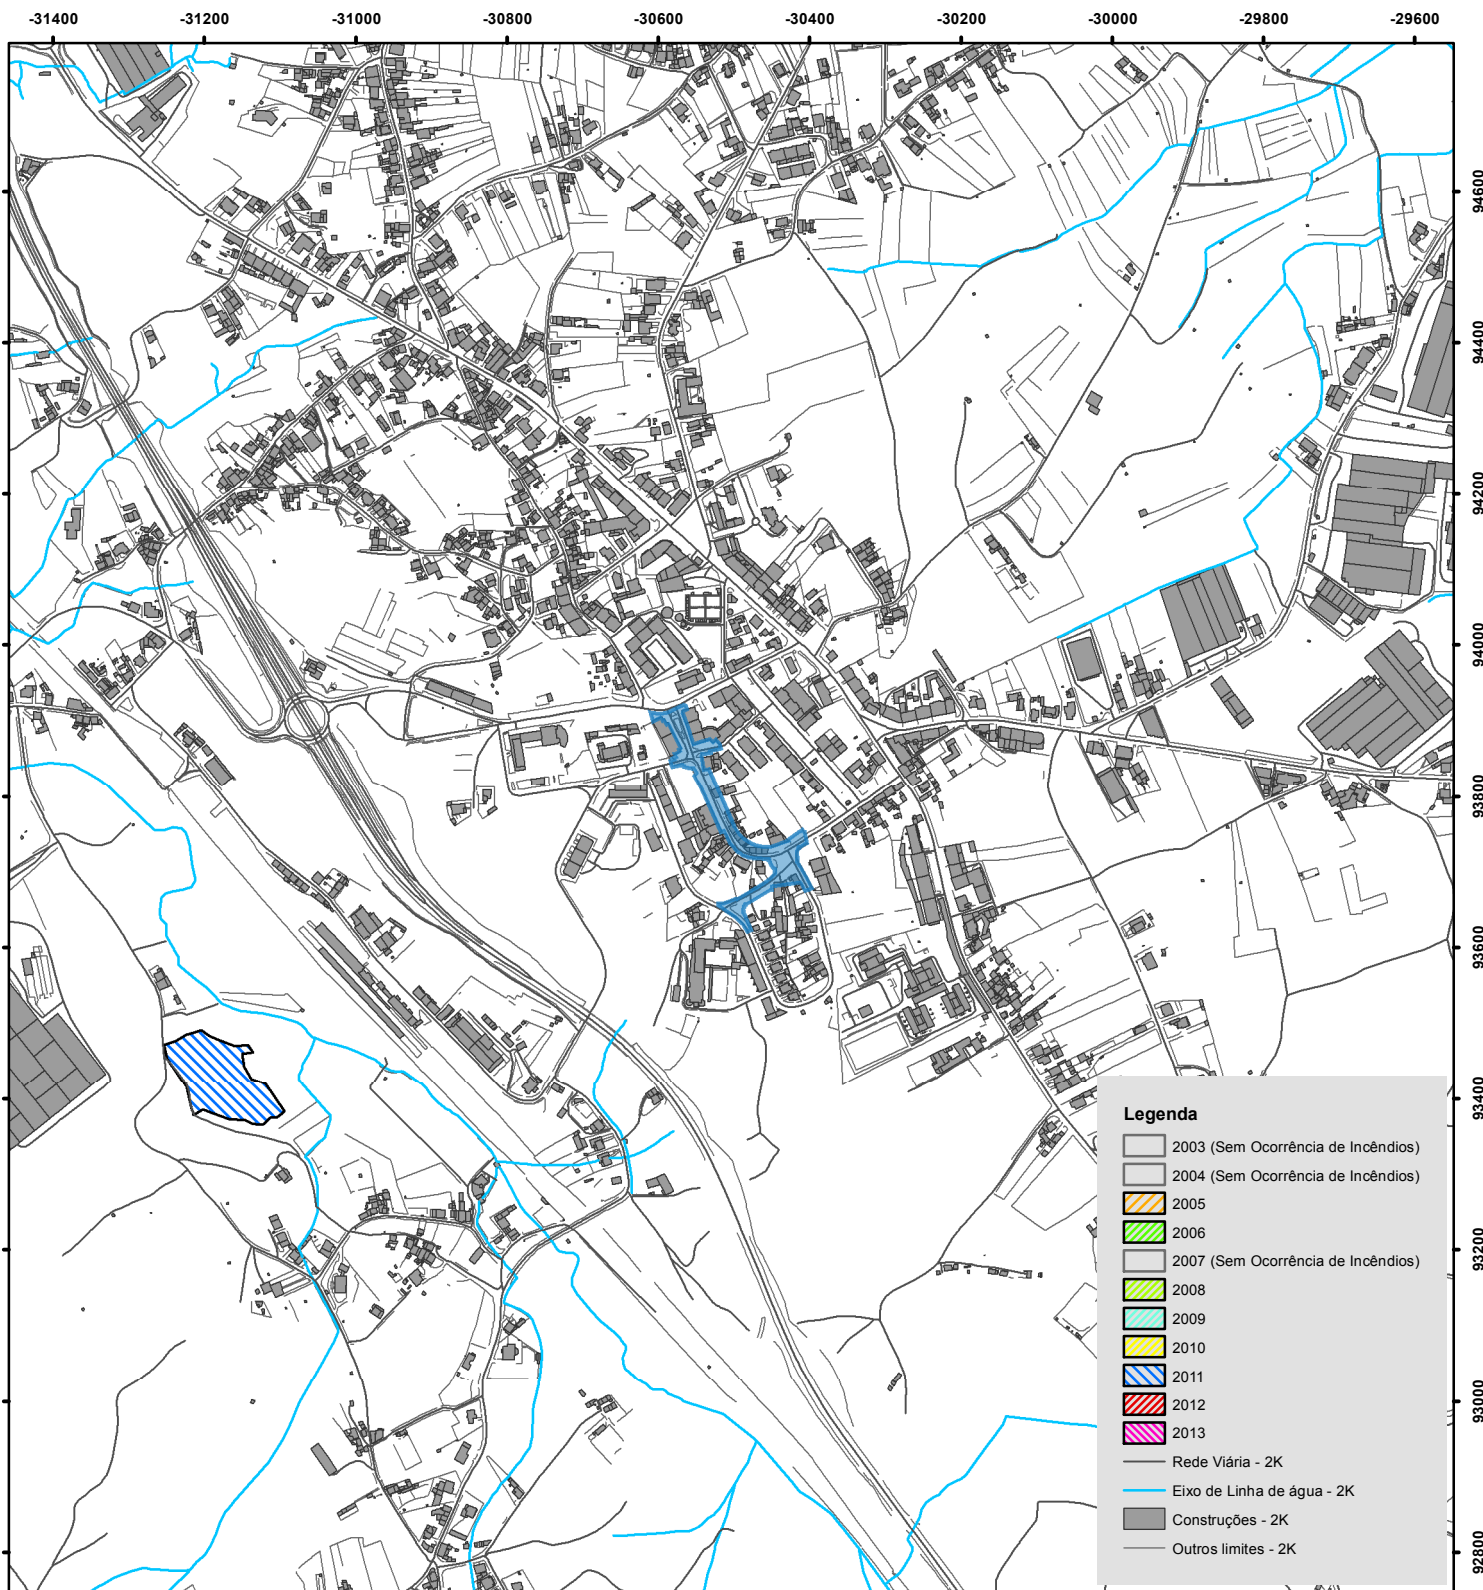 -31400 -31200 -31000 -30800 -30600 -30400 -30200 -30000 -29800 -29600
94600
94400
94200
94000
93800
93600
93400
93200
93000
92800
Legenda
2003 (Sem Ocorrência de Incêndios)
2004 (Sem Ocorrência de Incêndios)
2005
2006
2007 (Sem Ocorrência de Incêndios)
2008
2009
2010
2011
2012
2013
Rede Viária - 2K
Eixo de Linha de água - 2K
Construções - 2K
Outros limites - 2K